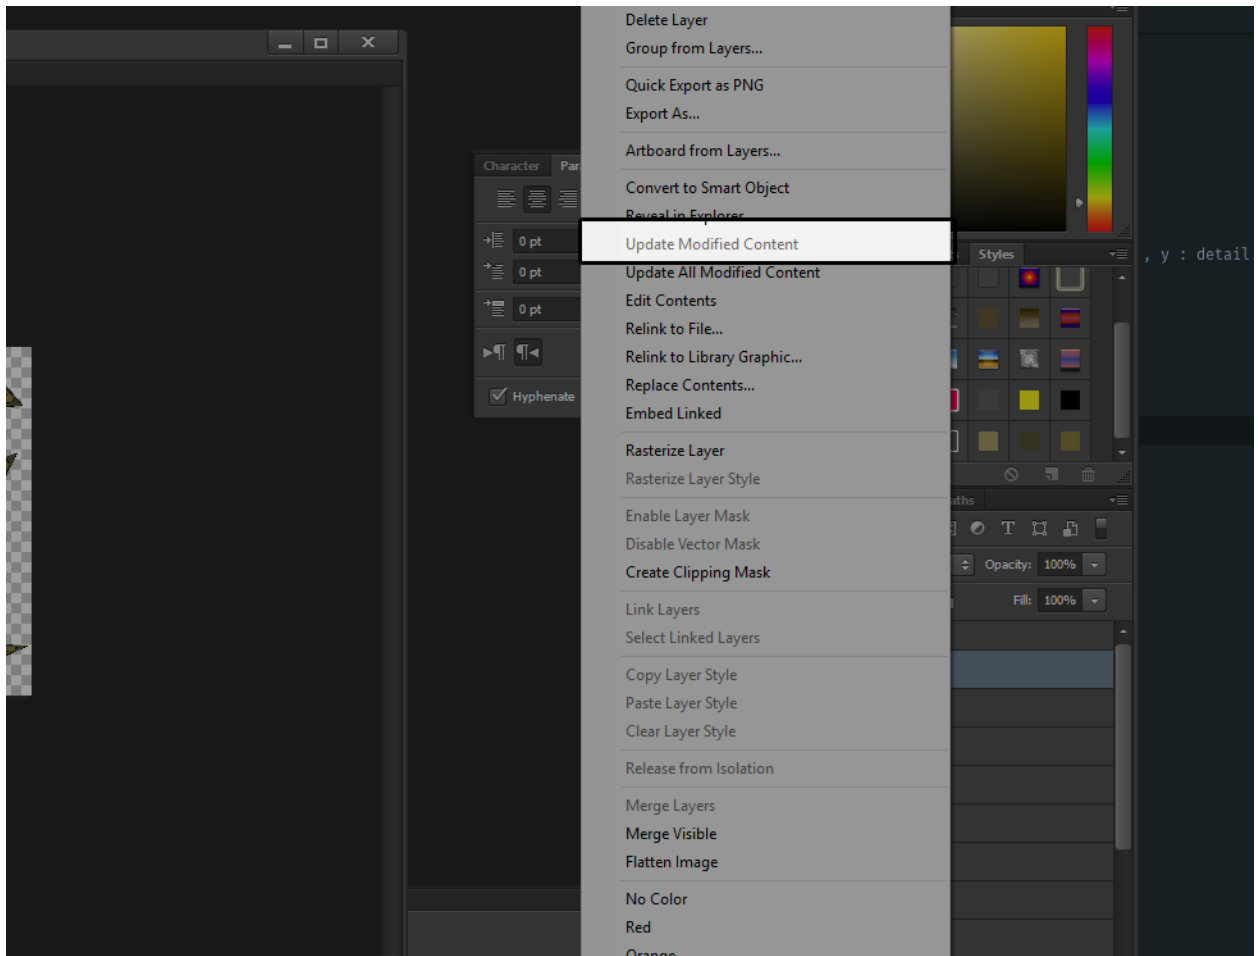 Delete Layer
Group from Layers...
Quick Export as PNG
Export As...
Artboard from Layers...
Convert to Smart Object
Reveal in Explorer
Update Modified Content
Update All Modified Content
Edit Contents
Relink to File...
Relink to Library Graphic...
Replace Contents...
Embed Linked
Rasterize Layer
Rasterize Layer Style
Enable Layer Mask
Disable Vector Mask
Create Clipping Mask
Link Layers
Select Linked Layers
Copy Layer Style
Paste Layer Style
Clear Layer Style
Release from Isolation
Merge Layers
Merge Visible
Flatten Image
No Color
Red
Orange
Character Par
0 pt
0 pt
0 pt
Hyphenate
Styles
, y : detail.
aths
Opacity: 100%
Fill: 100%